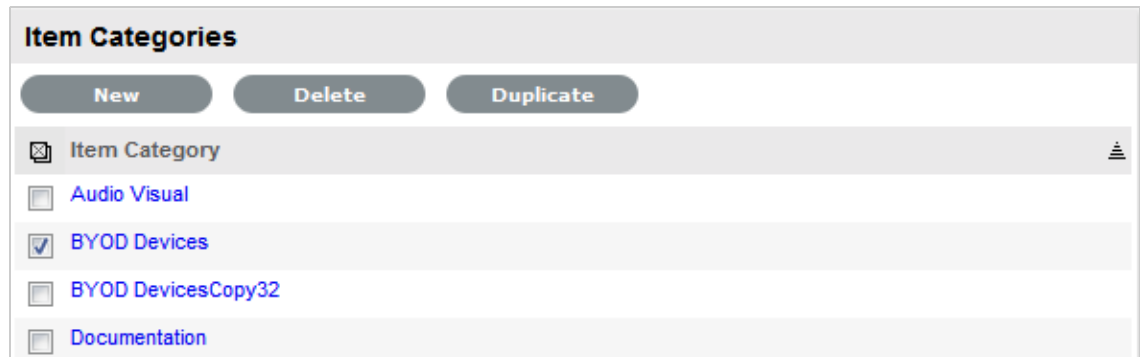 Item Categories
New Delete Duplicate
Item Category
Audio Visual
BYOD Devices
BYOD DevicesCopy32
Documentation